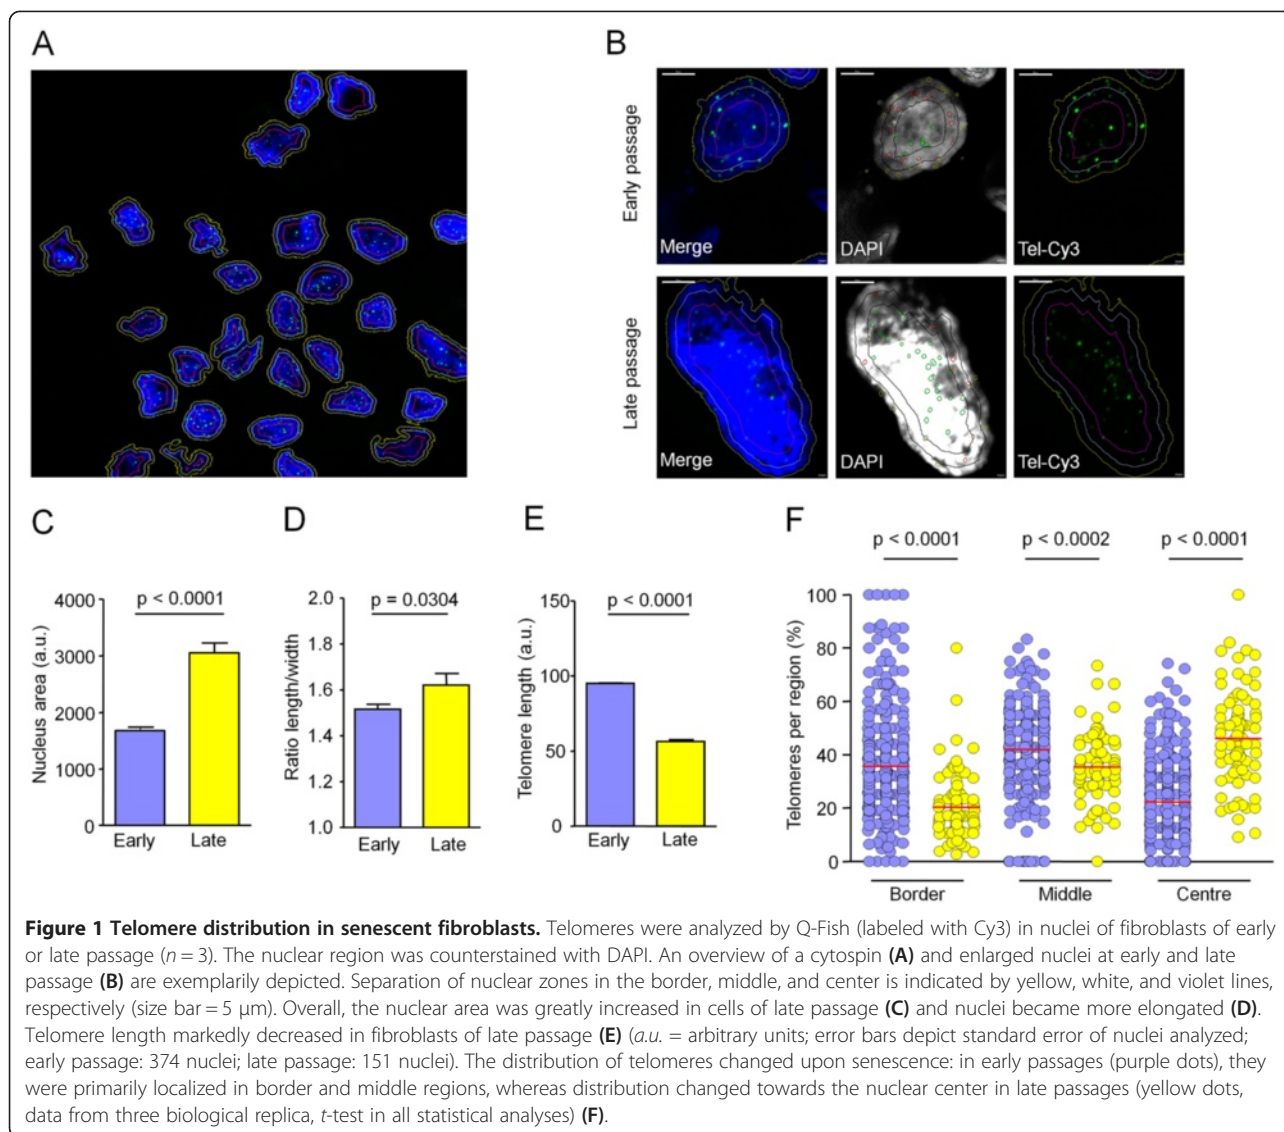 A
B
Early passage
Merge
DAPI
Tel-Cy3
Late passage
Merge
DAPI
Tel-Cy3
C
Nucleus area (a.u.)
4000
3000
2000
1000
0
p < 0.0001
Early
Late
D
Ratio length/width
2.0
1.8
1.6
1.4
1.2
1.0
p = 0.0304
Early
Late
E
Telomere length (a.u.)
150
100
50
0
p < 0.0001
Early
Late
F
p < 0.0001
p < 0.0002
p < 0.0001
Telomeres per region (%)
100
80
60
40
20
0
Border
Middle
Centre
Figure 1 Telomere distribution in senescent fibroblasts. Telomeres were analyzed by Q-Fish (labeled with Cy3) in nuclei of fibroblasts of early
or late passage (n = 3). The nuclear region was counterstained with DAPI. An overview of a cytospin (A) and enlarged nuclei at early and late
passage (B) are exemplarily depicted. Separation of nuclear zones in the border, middle, and center is indicated by yellow, white, and violet lines,
respectively (size bar = 5 μm). Overall, the nuclear area was greatly increased in cells of late passage (C) and nuclei became more elongated (D).
Telomere length markedly decreased in fibroblasts of late passage (E) (a.u. = arbitrary units; error bars depict standard error of nuclei analyzed;
early passage: 374 nuclei; late passage: 151 nuclei). The distribution of telomeres changed upon senescence: in early passages (purple dots), they
were primarily localized in border and middle regions, whereas distribution changed towards the nuclear center in late passages (yellow dots,
data from three biological replica, t-test in all statistical analyses) (F).